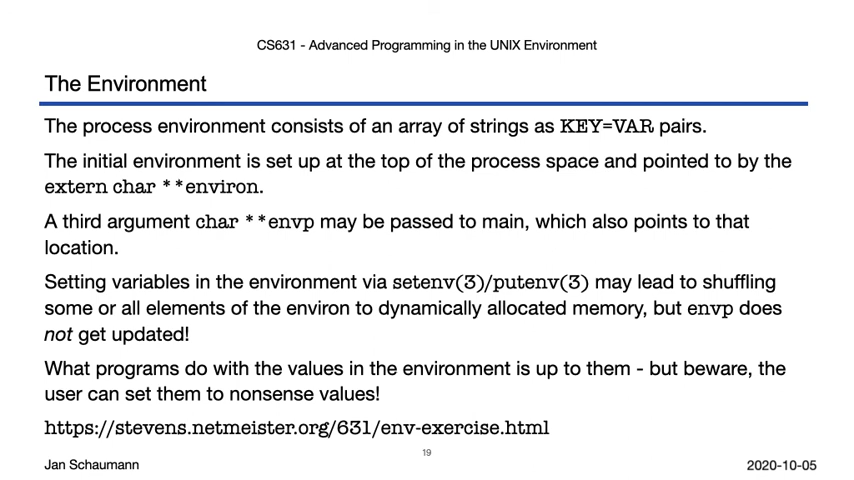 CS631 - Advanced Programming in the UNIX Environment
The Environment
The process environment consists of an array of strings as KEY=VAR pairs.
The initial environment is set up at the top of the process space and pointed to by the
extern char **environ.
A third argument char **envp may be passed to main, which also points to that
location.
Setting variables in the environment via setenv(3)/putenv(3) may lead to shuffling
some or all elements of the environ to dynamically allocated memory, but envp does
not get updated!
What programs do with the values in the environment is up to them - but beware, the
user can set them to nonsense values!
https://stevens.netmeister.org/631/env-exercise.html
19
Jan Schaumann
2020-10-05